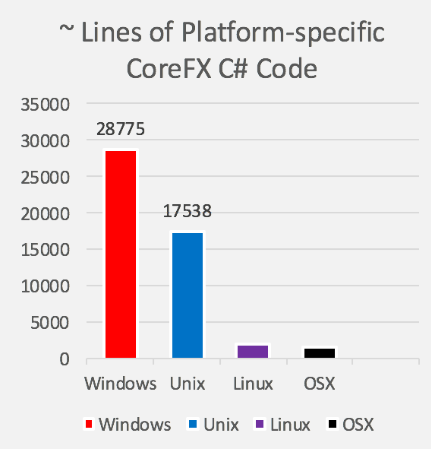 ~ Lines of Platform-specific
CoreFX C# Code
35000
30000
25000
20000
15000
10000
5000
0
28775
17538
Windows Unix Linux OSX
Windows Unix Linux OSX